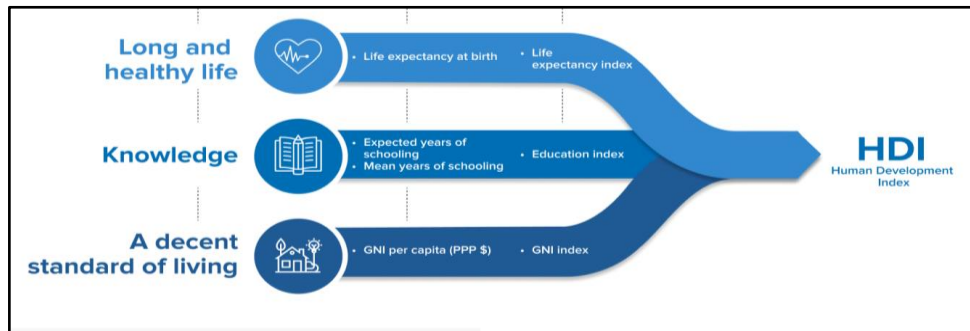 Long and
healthy life
• Life expectancy at birth
• Life
expectancy index
Knowledge
• Expected years of
schooling
• Mean years of schooling
• Education index
A decent
standard of living
• GNI per capita (PPP $)
• GNI index
HDI
Human Development
Index